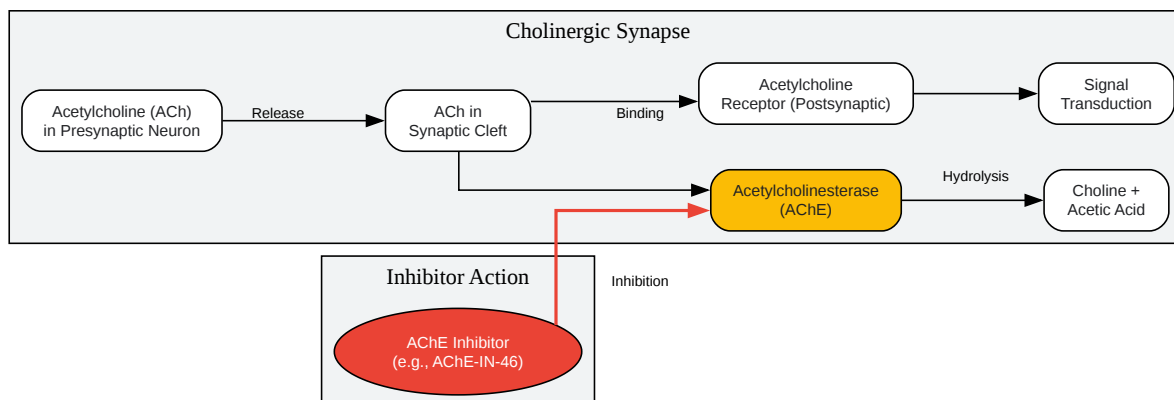 Cholinergic Synapse
Acetylcholine (ACh)
in Presynaptic Neuron
Release
ACh in
Synaptic Cleft
Binding
Acetylcholine
Receptor (Postsynaptic)
Signal
Transduction
Acetylcholinesterase
(AChE)
Hydrolysis
Choline +
Acetic Acid
Inhibitor Action
Inhibition
AChE Inhibitor
(e.g., AChE-IN-46)